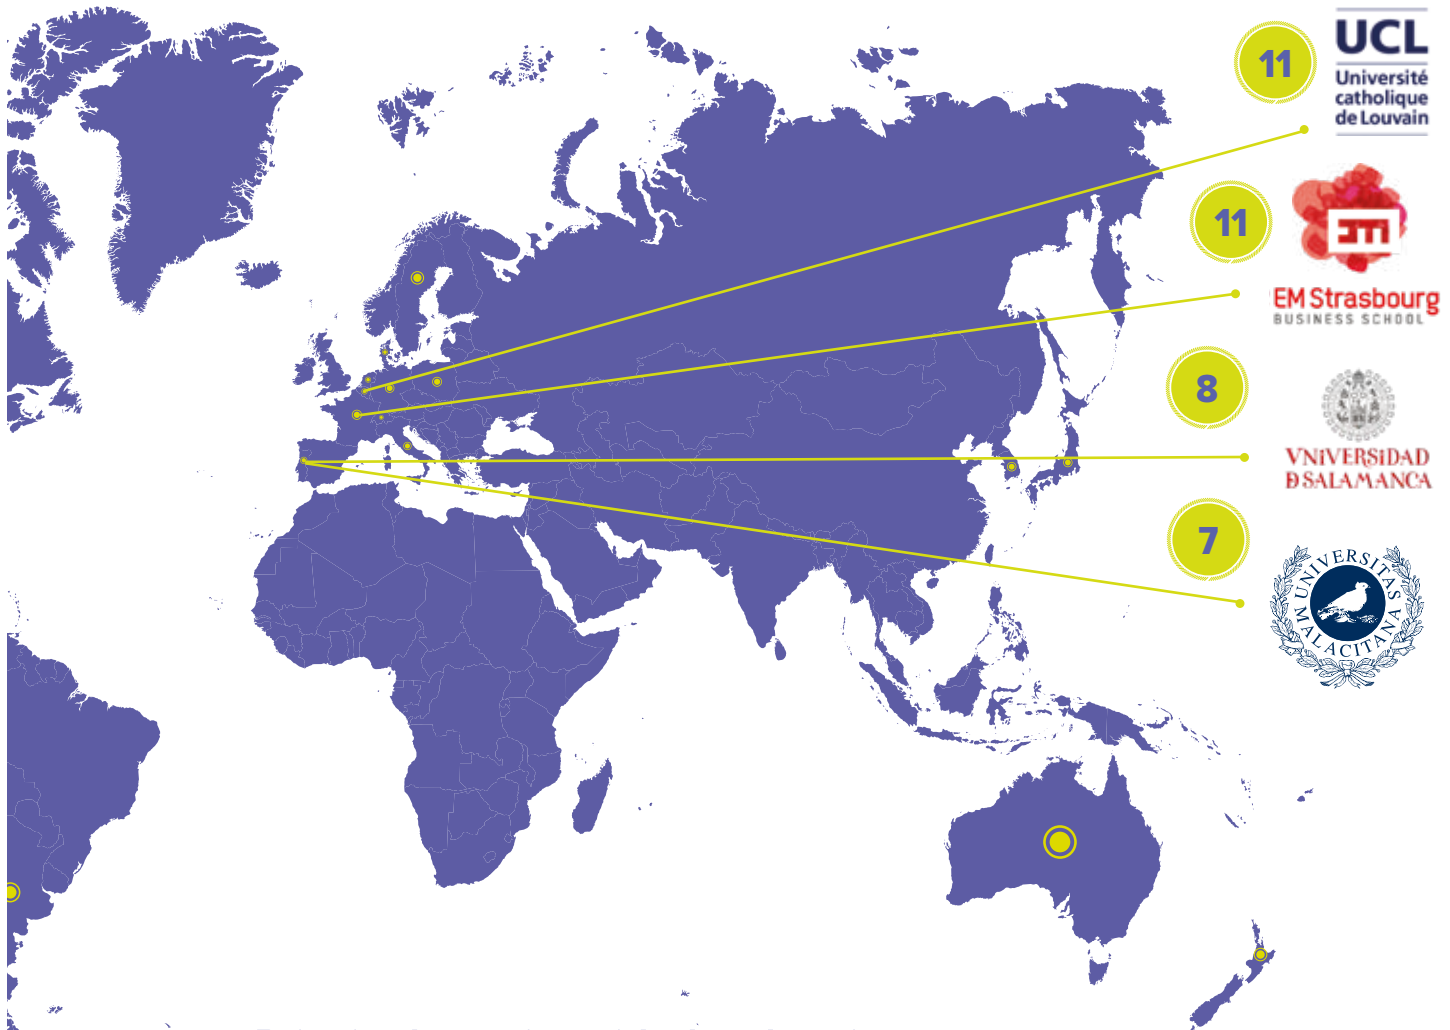 11
UCL
Université
catholique
de Louvain
11
EM Strasbourg
BUSINESS SCHOOL
8
VNiVERSiDAD
D SALAMANCA
7
UNIVERSITAS
MALACITANA